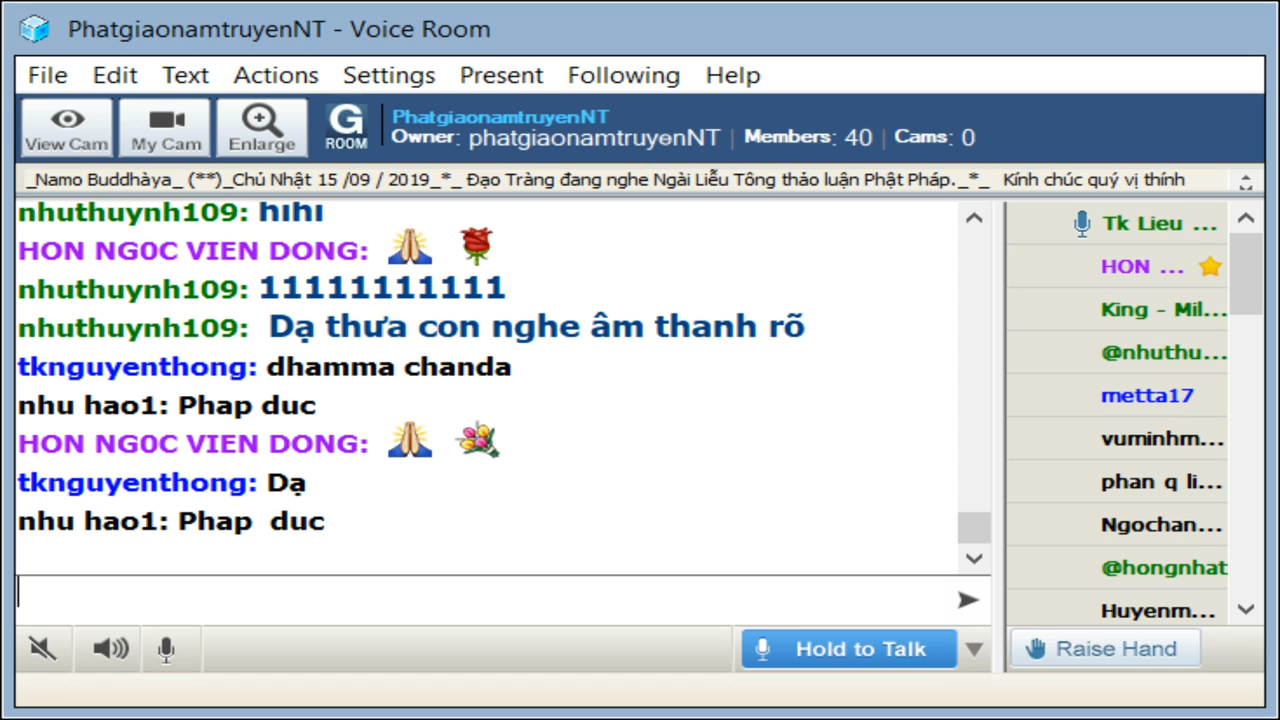 PhatgiaonamtruyenNT - Voice Room
File Edit Text Actions Settings Present Following Help
View Cam My Cam Enlarge G ROOM
PhatgiaonamtruyenNT
Owner: phatgiaonamtruyenNT | Members: 40 | Cams: 0
_Namo Buddhàya_ (**)_Chủ Nhật 15 /09 / 2019_*_ Đạo Tràng đang nghe Ngài Liễu Tông thảo luận Phật Pháp._*_ Kính chúc quý vị thính
nhuthuynh109: hihi
HON NG0C VIEN DONG:
nhuthuynh109: 11111111111
nhuthuynh109: Dạ thưa con nghe âm thanh rõ
tknguyenthong: dhamma chanda
nhu hao1: Phap duc
HON NG0C VIEN DONG:
tknguyenthong: Dạ
nhu hao1: Phap duc
Tk Lieu ...
HON ...
King - Mil...
@nhuthu...
metta17
vuminhm...
phan q li...
Ngochan...
@hongnhat
Huyenm...
Hold to Talk
Raise Hand